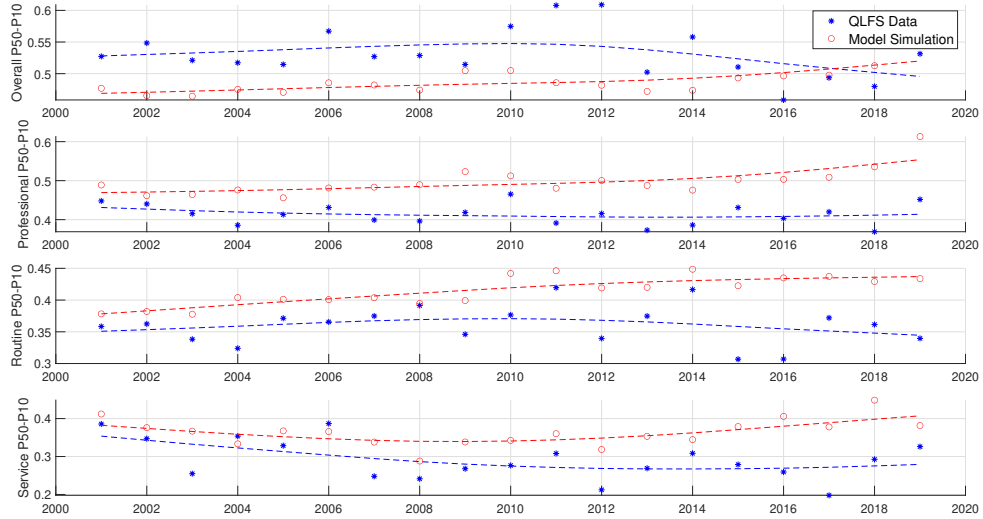 Overall P50-P10
0.6
0.55
0.5
QLFS Data
Model Simulation
2000 2002 2004 2006 2008 2010 2012 2014 2016 2018 2020
Professional P50-P10
0.6
0.5
0.4
2000 2002 2004 2006 2008 2010 2012 2014 2016 2018 2020
Routine P50-P10
0.45
0.4
0.35
0.3
2000 2002 2004 2006 2008 2010 2012 2014 2016 2018 2020
Service P50-P10
0.4
0.3
0.2
2000 2002 2004 2006 2008 2010 2012 2014 2016 2018 2020